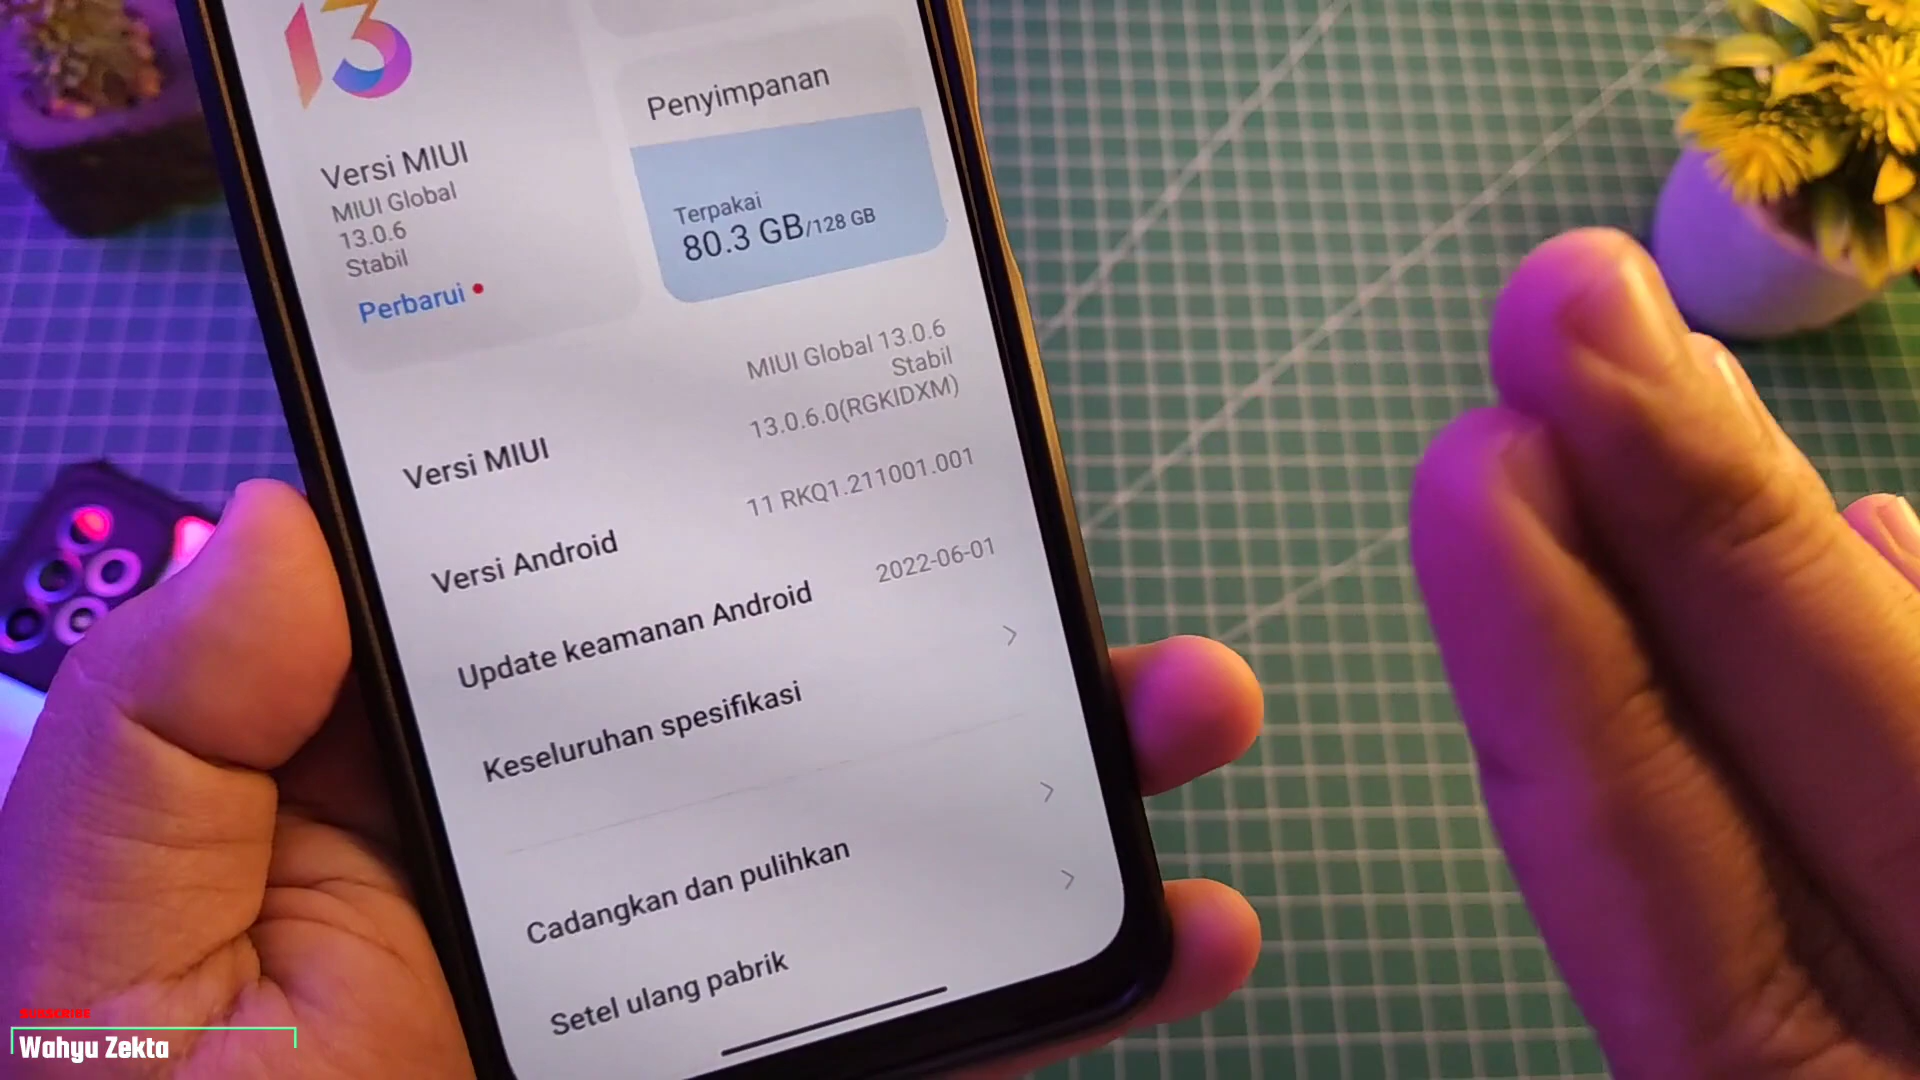 13
Penyimpanan
Versi MIUI
MIUI Global
13.0.6
Stabil
Perbarui
Terpakai
80.3 GB/128 GB
Versi MIUI
MIUI Global 13.0.6
Stabil
13.0.6.0(RGKIDXM)
Versi Android
11 RKQ1.211001.001
Update keamanan Android
2022-06-01
Keseluruhan spesifikasi
Cadangkan dan pulihkan
Setel ulang pabrik
SUBSCRIBE
Wahyu Zekta